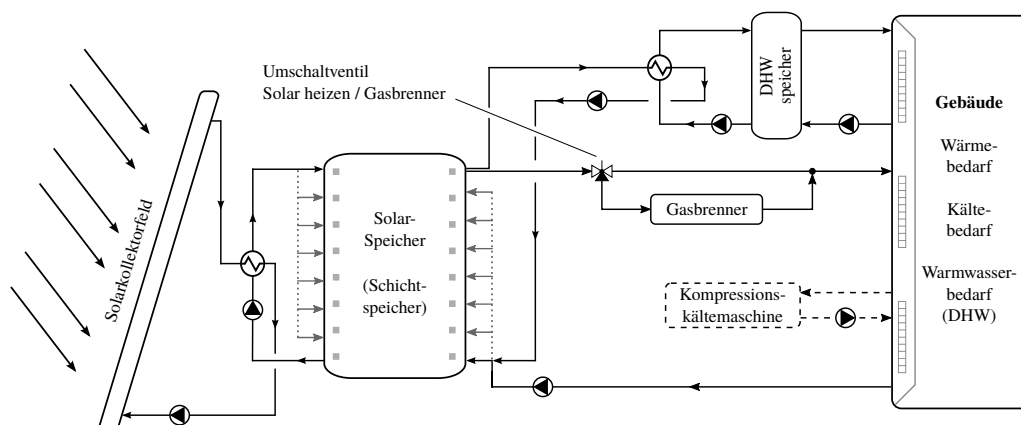 Solarkollektorfeld
Umschaltventil
Solar heizen / Gasbrenner
Solar-
Speicher
(Schicht-
speicher)
DHW
speicher
Gasbrenner
Kompressions-
kältemaschine
Gebäude
Wärme-
bedarf
Kälte-
bedarf
Warmwasser-
bedarf
(DHW)